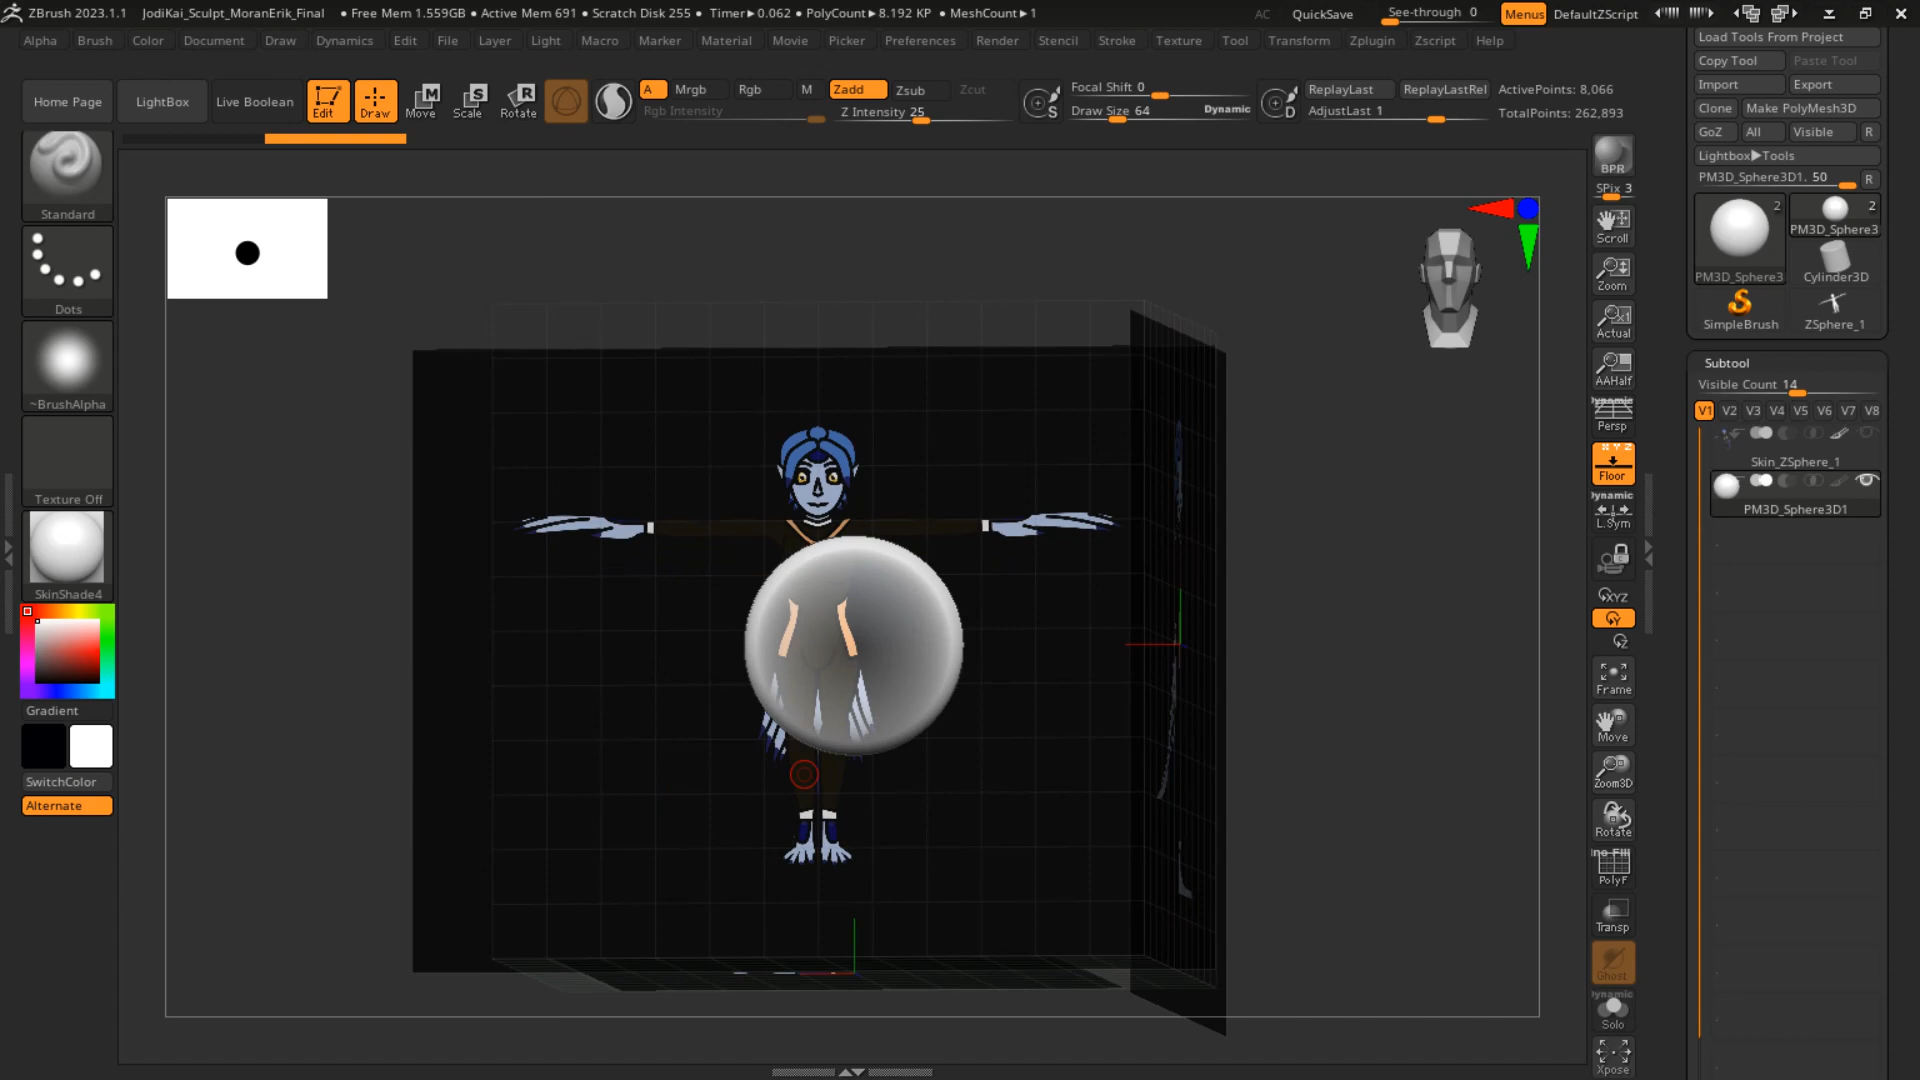 ZBrush 2023.1.1 JodiKai_Sculpt_MoranErik_Final • Free Mem 1.559GB • Active Mem 691 • Scratch Disk 255 • Timer▶0.062 • PolyCount▶8.192 KP • MeshCount▶1 AC QuickSave See-through 0 Menus DefaultZScript
Alpha Brush Color Document Draw Dynamics Edit File Layer Light Macro Marker Material Movie Picker Preferences Render Stencil Stroke Texture Tool Transform Zplugin Zscript Help
Home Page LightBox Live Boolean Edit Draw Move Scale Rotate
A Mrgb Rgb M Zadd Zsub Zcut
Rgb Intensity Z Intensity 25
Focal Shift 0
Draw Size 64 Dynamic
ReplayLast ReplayLastRel ActivePoints: 8,066
AdjustLast 1 TotalPoints: 262,893
Standard
Dots
~BrushAlpha
Texture Off
SkinShade4
Gradient
SwitchColor
Alternate
BPR
SPix 3
Scroll
Zoom
Actual
AAHalf
Dynamic
Persp
X Y Z
Floor
Dynamic
L.Sym
XYZ
Y
Z
Frame
Move
Zoom3D
Rotate
PolyF
Transp
Ghost
Dynamic
Solo
Xpose
Load Tools From Project
Copy Tool Paste Tool
Import Export
Clone Make PolyMesh3D
GoZ All Visible R
Lightbox▶Tools
PM3D_Sphere3D1. 50 R
2 2
PM3D_Sphere3
PM3D_Sphere3 Cylinder3D
SimpleBrush ZSphere_1
Subtool
Visible Count 14
V1 V2 V3 V4 V5 V6 V7 V8
Skin_ZSphere_1
PM3D_Sphere3D1